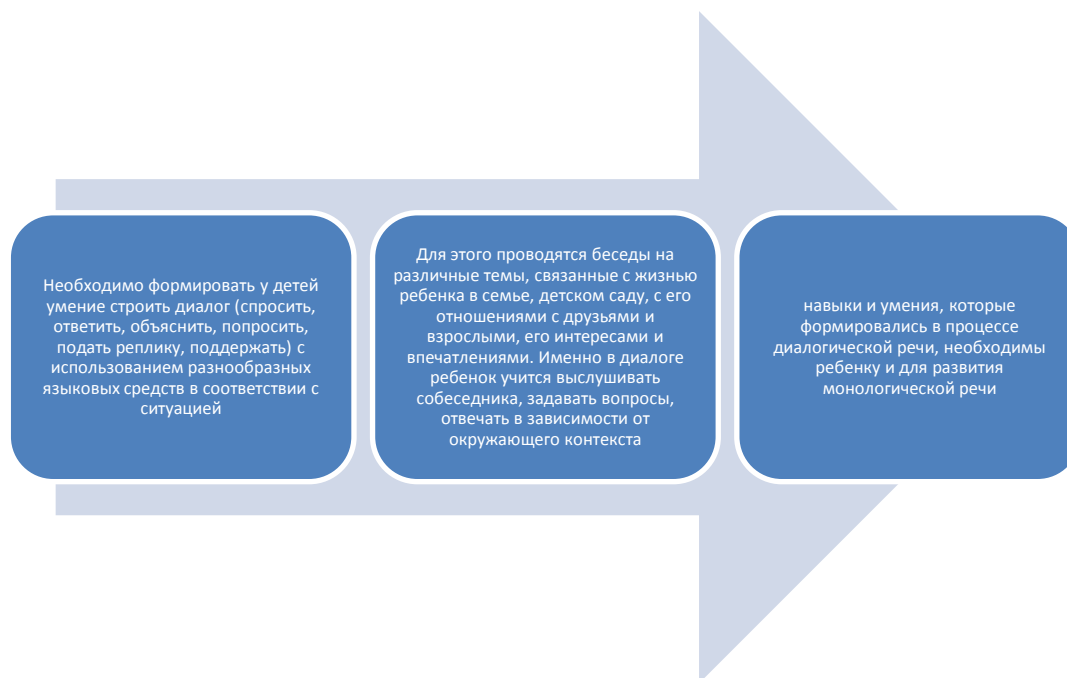 Необходимо формировать у детей
умение строить диалог (спросить,
ответить, объяснить, попросить,
подать реплику, поддержать) с
использованием разнообразных
языковых средств в соответствии с
ситуацией
Для этого проводятся беседы на
различные темы, связанные с жизнью
ребенка в семье, детском саду, с его
отношениями с друзьями и
взрослыми, его интересами и
впечатлениями. Именно в диалоге
ребенок учится выслушивать
собеседника, задавать вопросы,
отвечать в зависимости от
окружающего контекста
навыки и умения, которые
формировались в процессе
диалогической речи, необходимы
ребенку и для развития
монологической речи